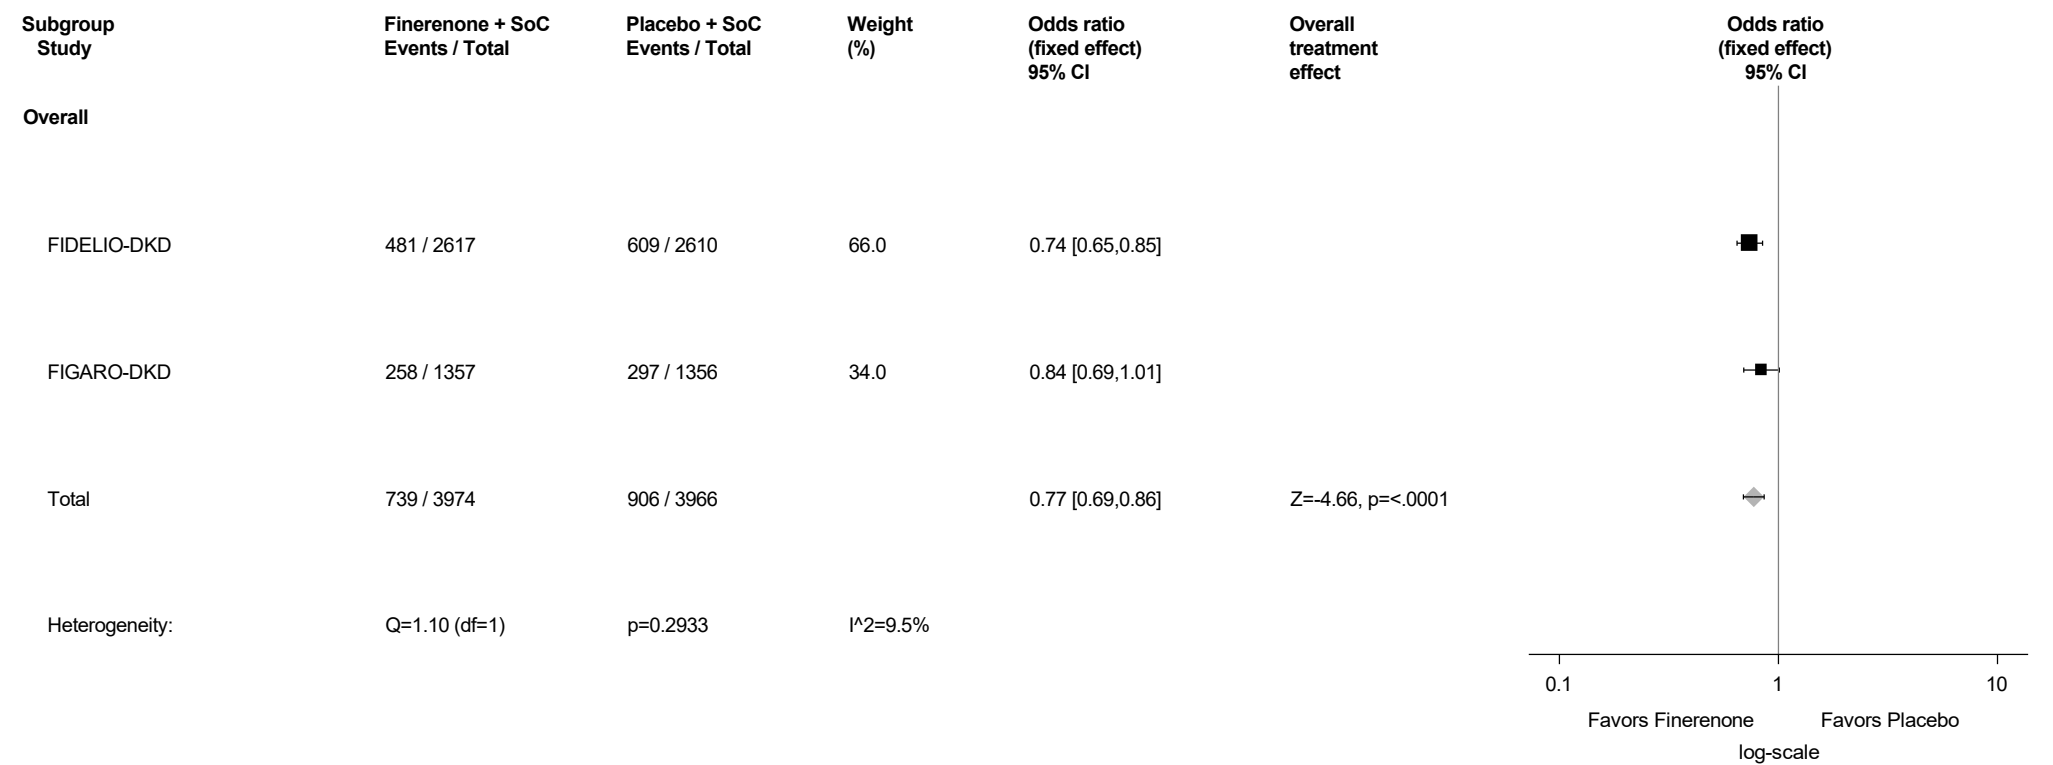 Subgroup Finerenone + SoC Placebo + SoC Weight Odds ratio Overall Odds ratio
Study Events / Total Events / Total (%) (fixed effect) treatment (fixed effect)
95% CI effect 95% CI
Overall
FIDELIO-DKD 481 / 2617 609 / 2610 66.0 0.74 [0.65,0.85]
FIGARO-DKD 258 / 1357 297 / 1356 34.0 0.84 [0.69,1.01]
Total 739 / 3974 906 / 3966 0.77 [0.69,0.86] Z=-4.66, p=<.0001
Heterogeneity: Q=1.10 (df=1) p=0.2933 I^2=9.5%
0.1 1 10
Favors Finerenone Favors Placebo
log-scale